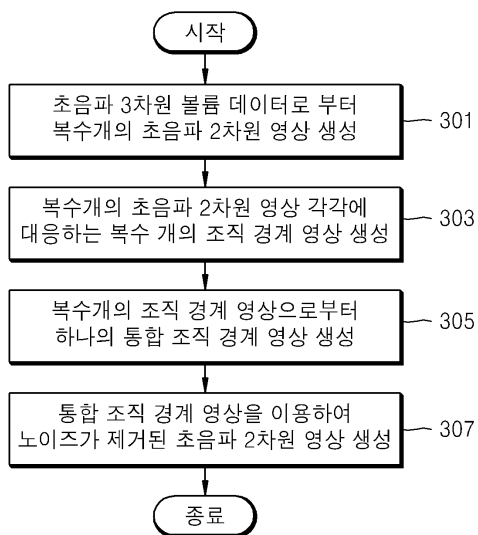 시작
초음파 3차원 볼륨 데이터로 부터
복수개의 초음파 2차원 영상 생성
301
복수개의 초음파 2차원 영상 각각에
대응하는 복수 개의 조직 경계 영상 생성
303
복수개의 조직 경계 영상으로부터
하나의 통합 조직 경계 영상 생성
305
통합 조직 경계 영상을 이용하여
노이즈가 제거된 초음파 2차원 영상 생성
307
종료